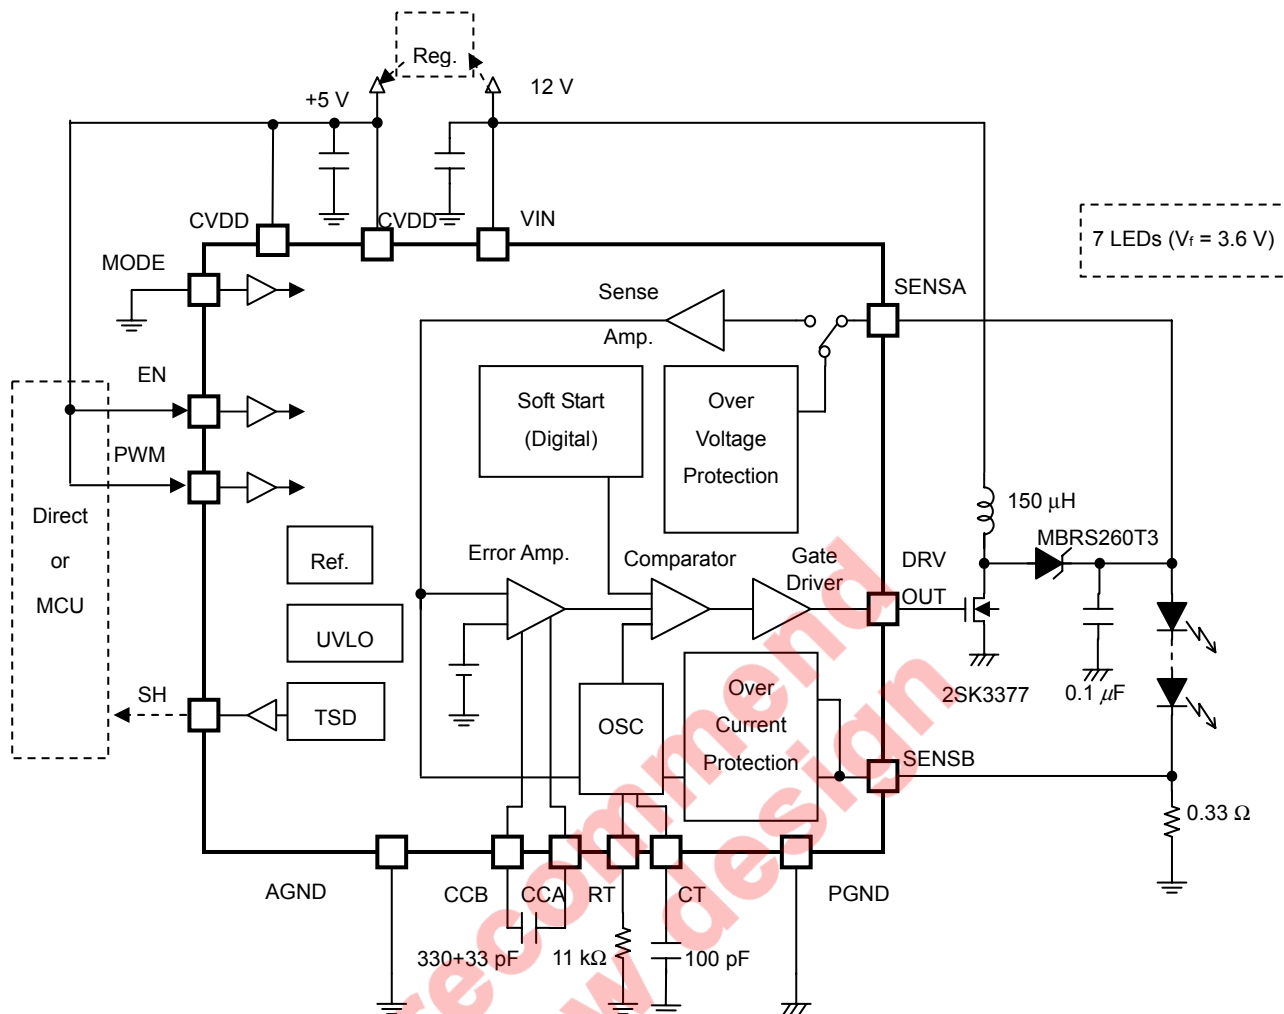 Reg.
+5 V
12 V
CVDD
CVDD
VIN
7 LEDs (Vf = 3.6 V)
MODE
SENSA
Sense
Amp.
EN
Soft Start
(Digital)
Over
Voltage
Protection
PWM
Direct
or
MCU
150 μH
MBRS260T3
Ref.
Error Amp.
Comparator
Gate
Driver
DRV
OUT
UVLO
SH
TSD
OSC
Over
Current
Protection
2SK3377
0.1 μF
SENSB
0.33 Ω
AGND
CCB
CCA
RT
CT
PGND
330+33 pF
11 kΩ
100 pF
recommend
w design